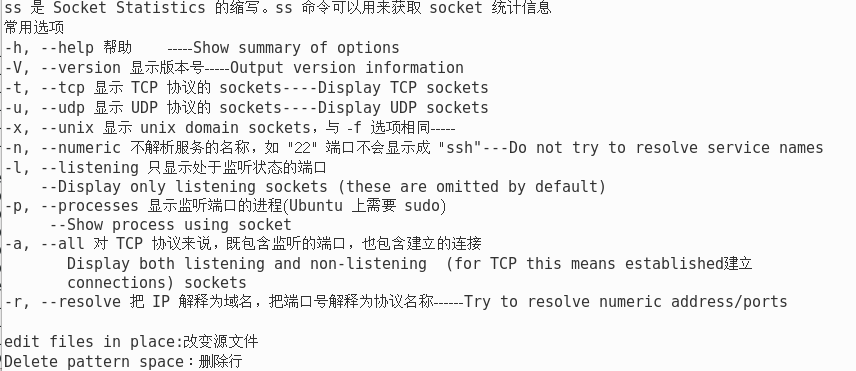 ss 是 Socket Statistics 的缩写。ss 命令可以用来获取 socket 统计信息
常用选项
-h, --help 帮助    -----Show summary of options
-V, --version 显示版本号-----Output version information
-t, --tcp 显示 TCP 协议的 sockets----Display TCP sockets
-u, --udp 显示 UDP 协议的 sockets----Display UDP sockets
-x, --unix 显示 unix domain sockets，与 -f 选项相同-----
-n, --numeric 不解析服务的名称，如 "22" 端口不会显示成 "ssh"---Do not try to resolve service names
-l, --listening 只显示处于监听状态的端口
    --Display only listening sockets (these are omitted by default)
-p, --processes 显示监听端口的进程(Ubuntu 上需要 sudo)
     --Show process using socket
-a, --all 对 TCP 协议来说，既包含监听的端口，也包含建立的连接
       Display both listening and non-listening  (for TCP this means established建立
       connections) sockets
-r, --resolve 把 IP 解释为域名，把端口号解释为协议名称------Try to resolve numeric address/ports
edit files in place:改变源文件
Delete pattern space：删除行